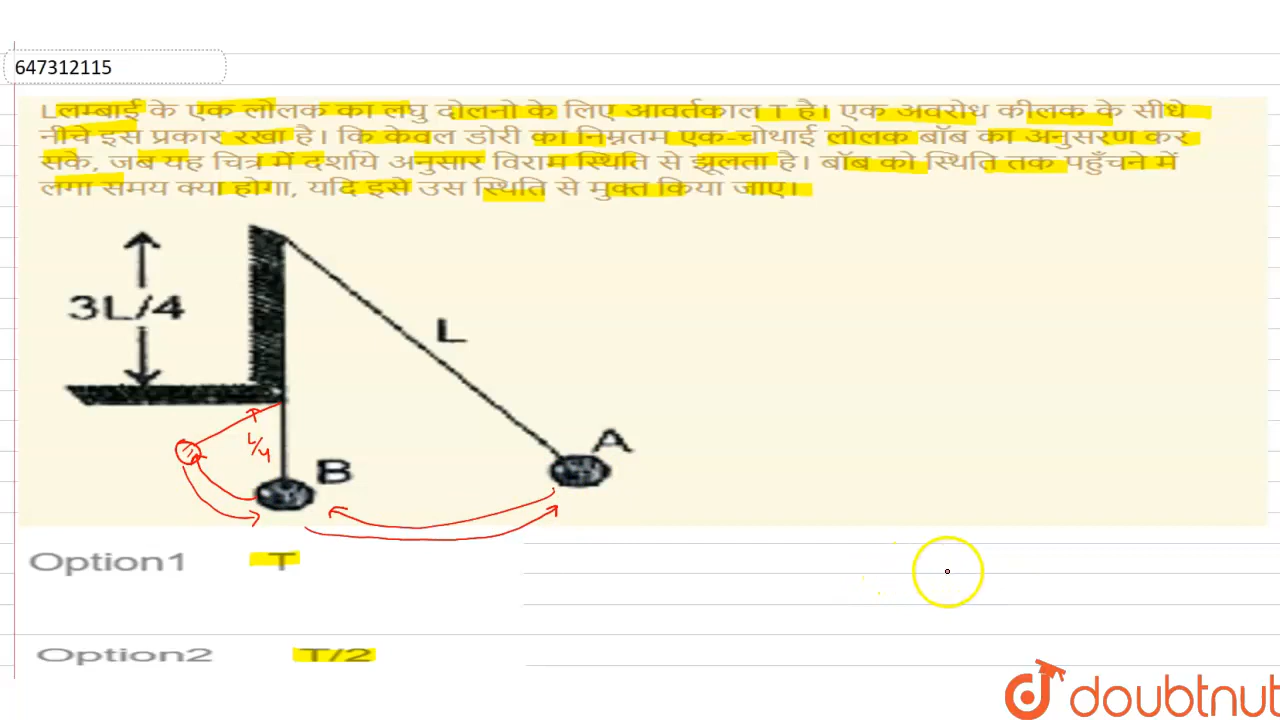 647312115
Lलम्बाई के एक लोलक का लघु दोलनो के लिए आवर्तकाल T है। एक अवरोध कीलक के सीधे
नीचे इस प्रकार रखा है। कि केवल डोरी का निम्नतम एक-चोथाई लोलक बॉब का अनुसरण कर
सके, जब यह चित्र में दर्शाये अनुसार विराम स्थिति से झूलता है। बॉब को स्थिति तक पहुँचने में
लगा समय क्या होगा, यदि इसे उस स्थिति से मुक्त किया जाए।
3L/4
L
A
L/4
B
Option1 T
Option2 T/2
doubtnut